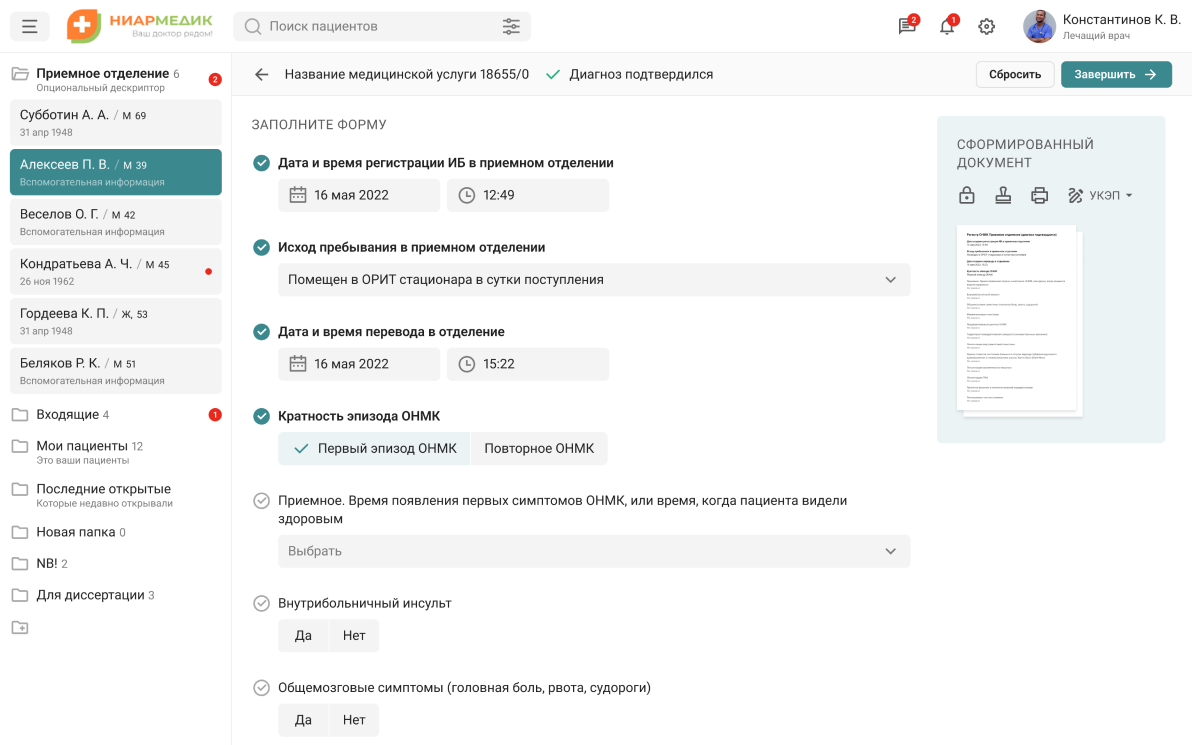 НИАРМЕДИК
Ваш доктор рядом!
Поиск пациентов
2
1
Константинов К. В.
Лечащий врач
Приемное отделение 6
Опциональный дескриптор
2
Субботин А. А. / М 69
31 апр 1948
Алексеев П. В. / М 39
Вспомогательная информация
Веселов О. Г. / М 42
Вспомогательная информация
Кондратьева А. Ч. / М 45
26 ноя 1962
Гордеева К. П. / Ж, 53
31 апр 1948
Беляков Р. К. / М 51
Вспомогательная информация
Входящие 4
1
Мои пациенты 12
Это ваши пациенты
Последние открытые
Которые недавно открывали
Новая папка 0
NB! 2
Для диссертации 3
Название медицинской услуги 18655/0
Диагноз подтвердился
Сбросить
Завершить
ЗАПОЛНИТЕ ФОРМУ
Дата и время регистрации ИБ в приемном отделении
16 мая 2022
12:49
Исход пребывания в приемном отделении
Помещен в ОРИТ стационара в сутки поступления
Дата и время перевода в отделение
16 мая 2022
15:22
Кратность эпизода ОНМК
Первый эпизод ОНМК
Повторное ОНМК
Приемное. Время появления первых симптомов ОНМК, или время, когда пациента видели
здоровым
Выбрать
Внутрибольничный инсульт
Да
Нет
Общемозговые симптомы (головная боль, рвота, судороги)
Да
Нет
СФОРМИРОВАННЫЙ
ДОКУМЕНТ
УКЭП